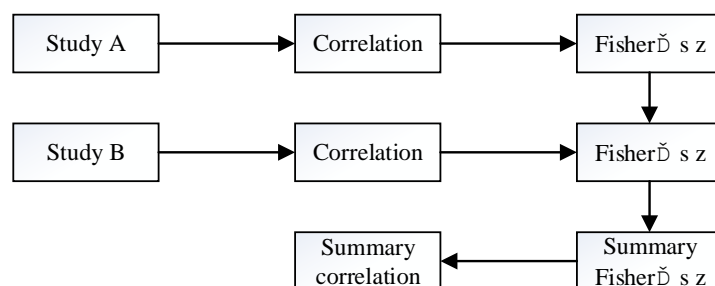 Study A
Correlation
FisherĎ s z
Study B
Correlation
FisherĎ s z
Summary
correlation
Summary
FisherĎ s z